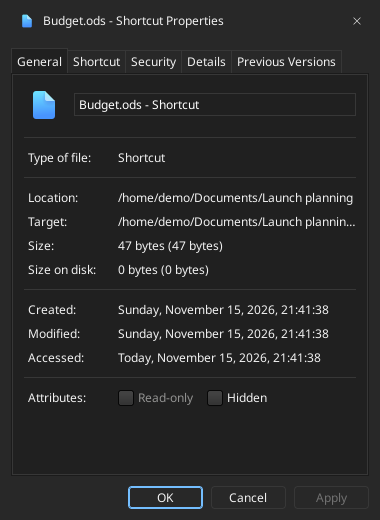 Budget.ods - Shortcut Properties
General Shortcut Security Details Previous Versions
Budget.ods - Shortcut
Type of file: Shortcut
Location: /home/demo/Documents/Launch planning
Target: /home/demo/Documents/Launch plannin...
Size: 47 bytes (47 bytes)
Size on disk: 0 bytes (0 bytes)
Created: Sunday, November 15, 2026, 21:41:38
Modified: Sunday, November 15, 2026, 21:41:38
Accessed: Today, November 15, 2026, 21:41:38
Attributes: Read-only Hidden
OK Cancel Apply